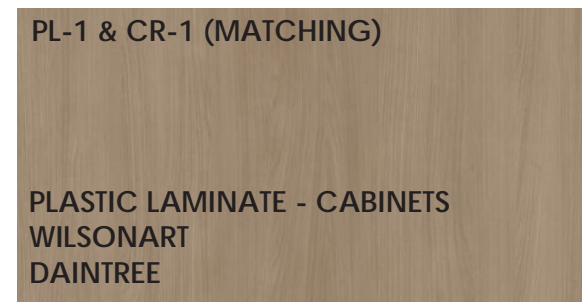 PL-1 & CR-1 (MATCHING)
PLASTIC LAMINATE - CABINETS
WILSONART
DAINTREE